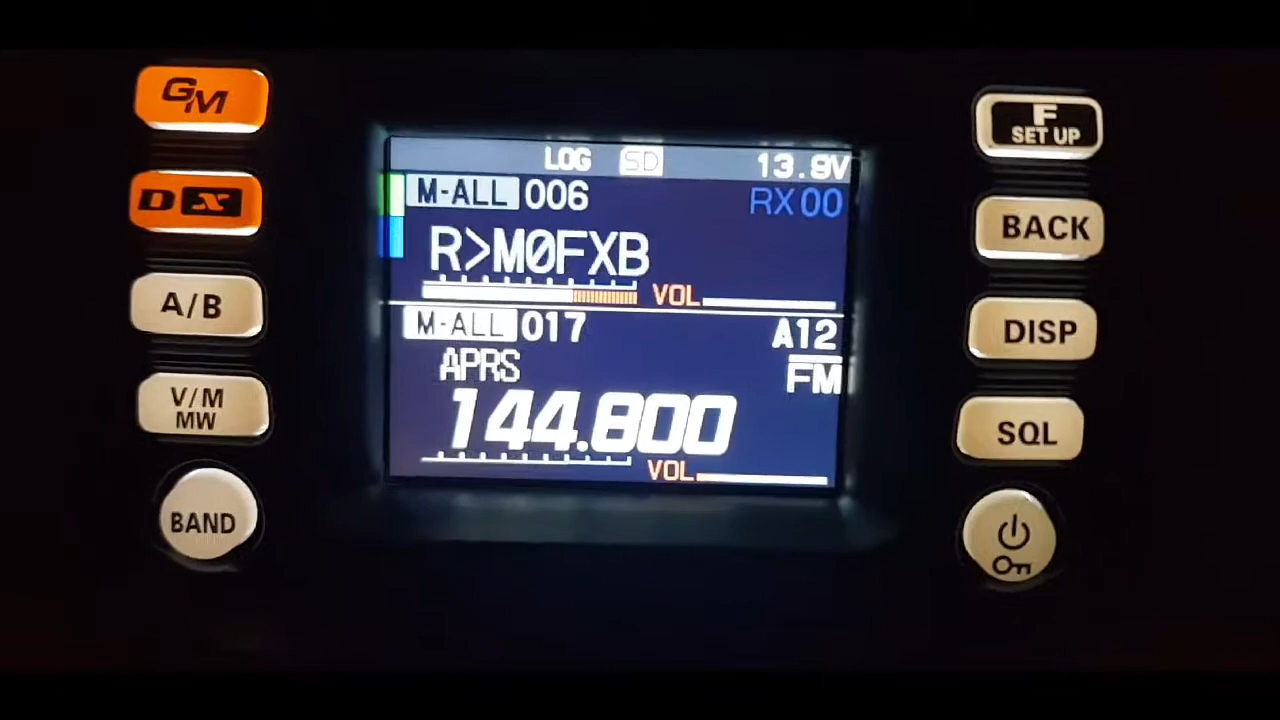 GM
DX
A/B
V/M
MW
BAND
LOG SD 13.9V
M-ALL 006 RX 00
R>M0FXB
VOL
M-ALL 017 A12
APRS FM
144.800
VOL
F
SET UP
BACK
DISP
SQL